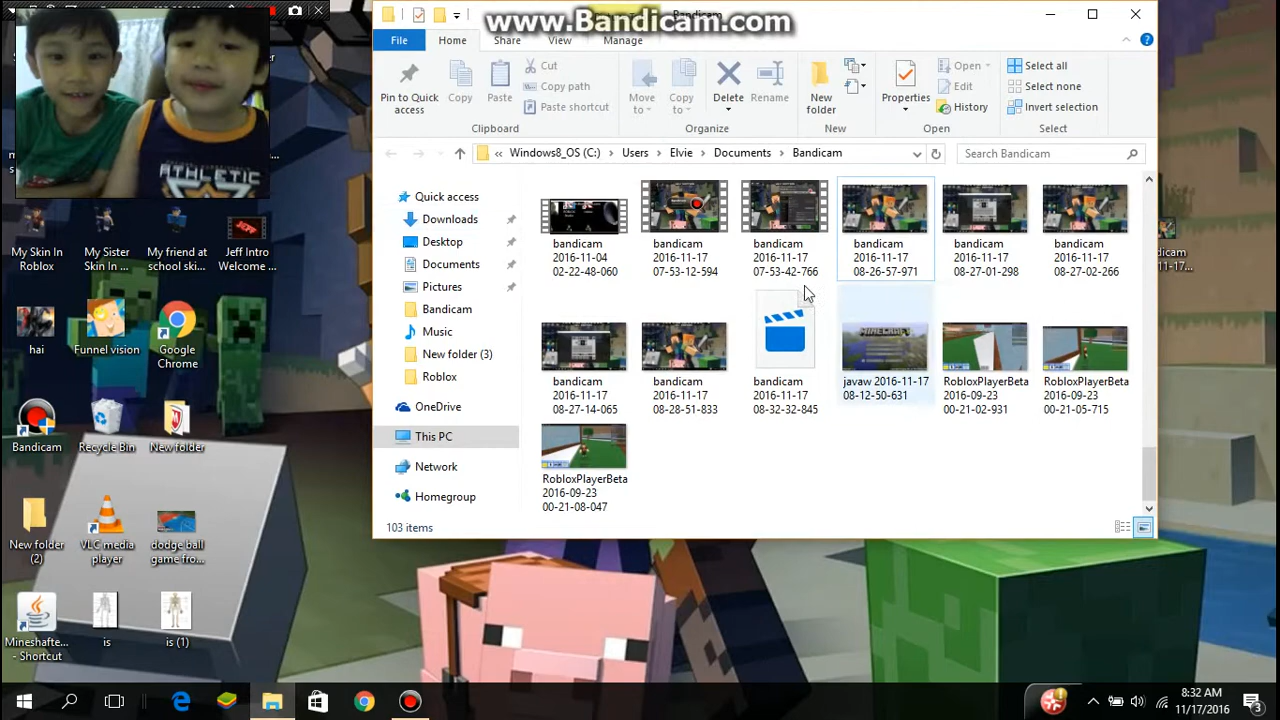 www.Bandicam.com
File
Home
Share
View
Manage
Pin to Quick access
Copy
Paste
Cut
Copy path
Paste shortcut
Clipboard
Move to
Copy to
Delete
Rename
Organize
New folder
New
Properties
Open
Edit
History
Open
Select all
Select none
Invert selection
Select
« Windows8_OS (C:) > Users > Elvie > Documents > Bandicam
Search Bandicam
Quick access
Downloads
Desktop
Documents
Pictures
Bandicam
Music
New folder (3)
Roblox
OneDrive
This PC
Network
Homegroup
bandicam 2016-11-04 02-22-48-060
bandicam 2016-11-17 07-53-12-594
bandicam 2016-11-17 07-53-42-766
bandicam 2016-11-17 08-26-57-971
bandicam 2016-11-17 08-27-01-298
bandicam 2016-11-17 08-27-02-266
bandicam 2016-11-17 08-27-14-065
bandicam 2016-11-17 08-28-51-833
bandicam 2016-11-17 08-32-32-845
MINECRAFT
javaw 2016-11-17 08-12-50-631
RobloxPlayerBeta 2016-09-23 00-21-02-931
RobloxPlayerBeta 2016-09-23 00-21-05-715
RobloxPlayerBeta 2016-09-23 00-21-08-047
103 items
ATHLETIC
My Skin In Roblox
My Sister Skin In ...
My friend at school ski...
Jeff Intro Welcome ...
hai
Funnel vision
Google Chrome
Bandicam
Recycle Bin
New folder
New folder (2)
VLC media player
dodge ball game fro...
Mineshafte... - Shortcut
is
is (1)
8:32 AM
11/17/2016
3